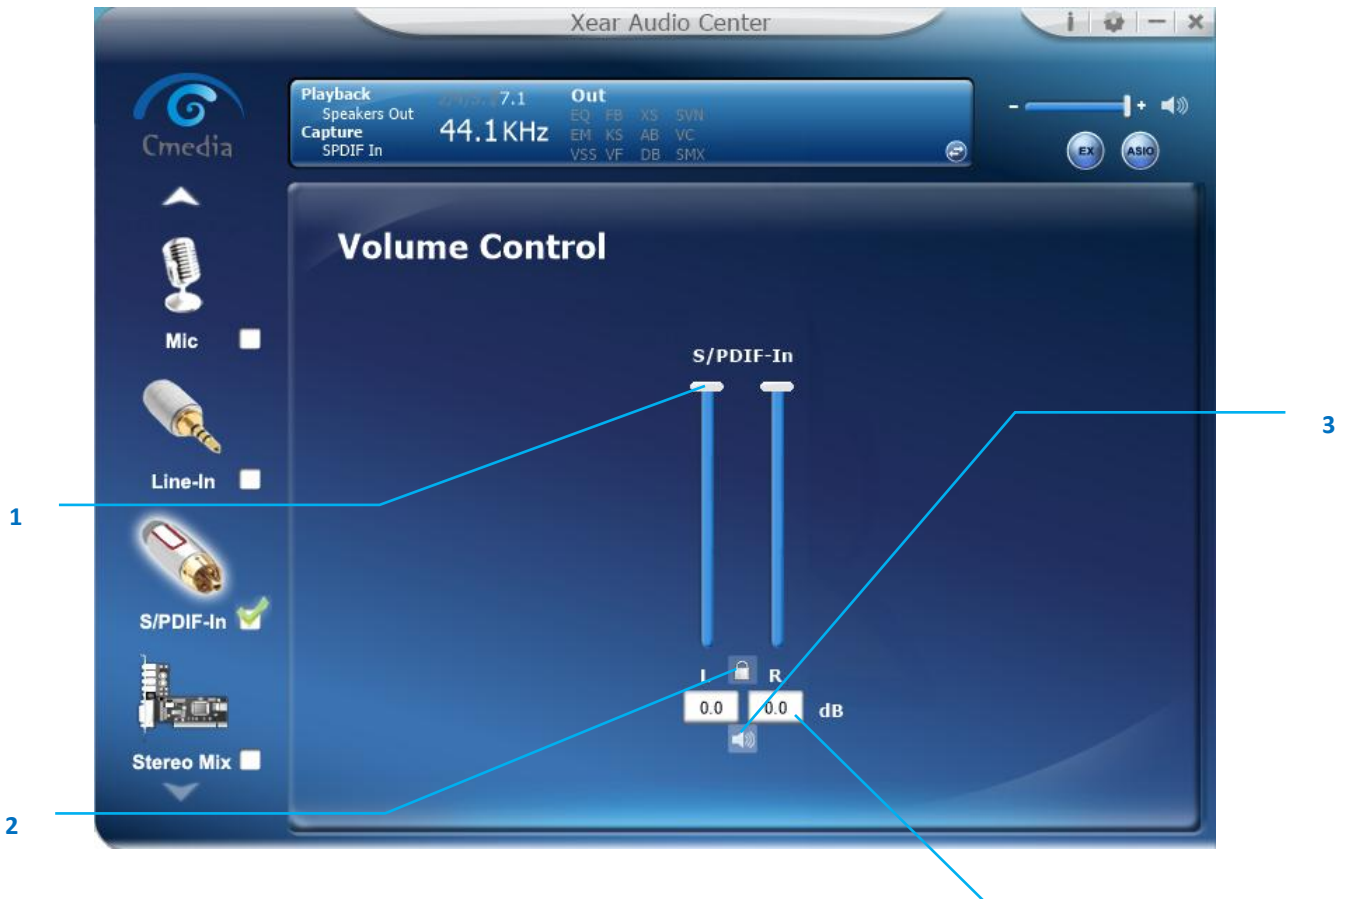 Xear Audio Center
i
Cmedia
Playback
7.1
Out
Speakers Out
EQ FB XS SVN
Capture
44.1KHz
EM KS AB VC
SPDIF In
VSS VF DB SMX
- +
EX
ASIO
Volume Control
Mic
S/PDIF-In
3
Line-In
1
S/PDIF-In
L R
0.0 0.0 dB
Stereo Mix
2